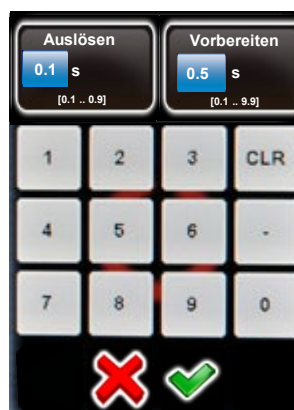 Auslösen
0.1 s
[0.1 .. 0.9]
Vorbereiten
0.5 s
[0.1 .. 9.9]
1 2 3 CLR
4 5 6 -
7 8 9 0